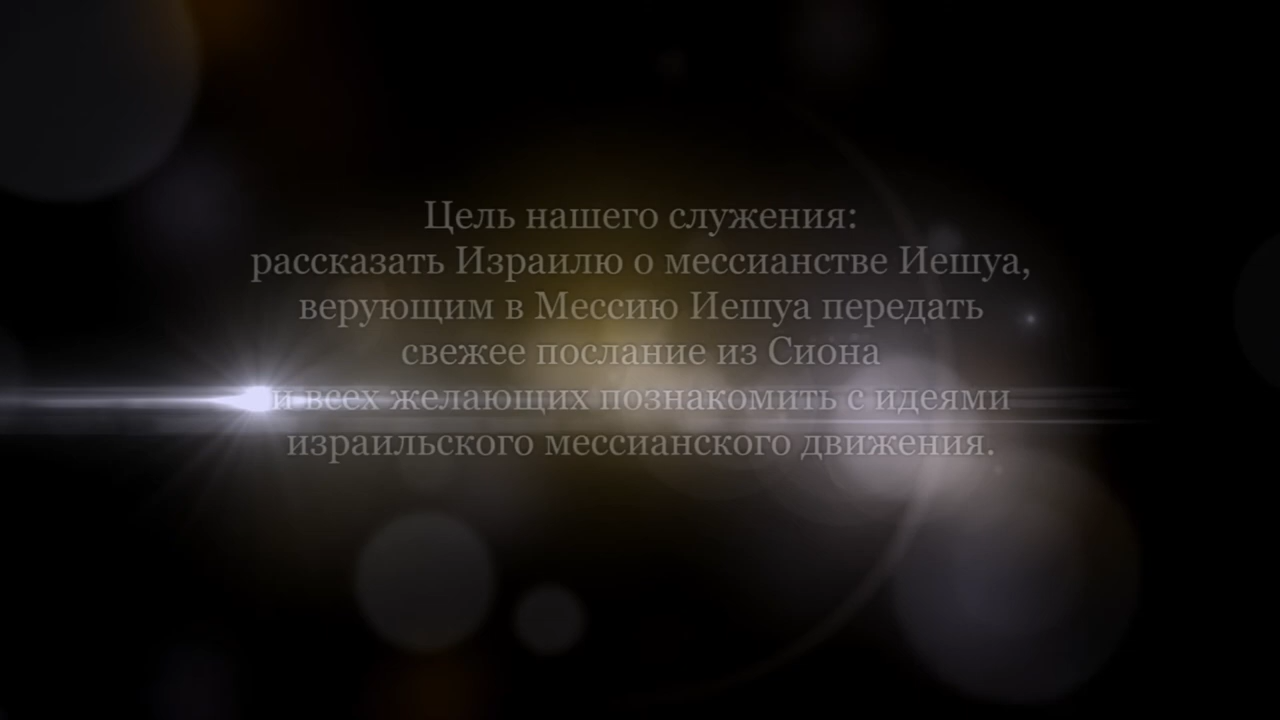 Цель нашего служения:
рассказать Израилю о мессианстве Иешуа,
верующим в Мессию Иешуа передать
свежее послание из Сиона
и всех желающих познакомить с идеями
израильского мессианского движения.